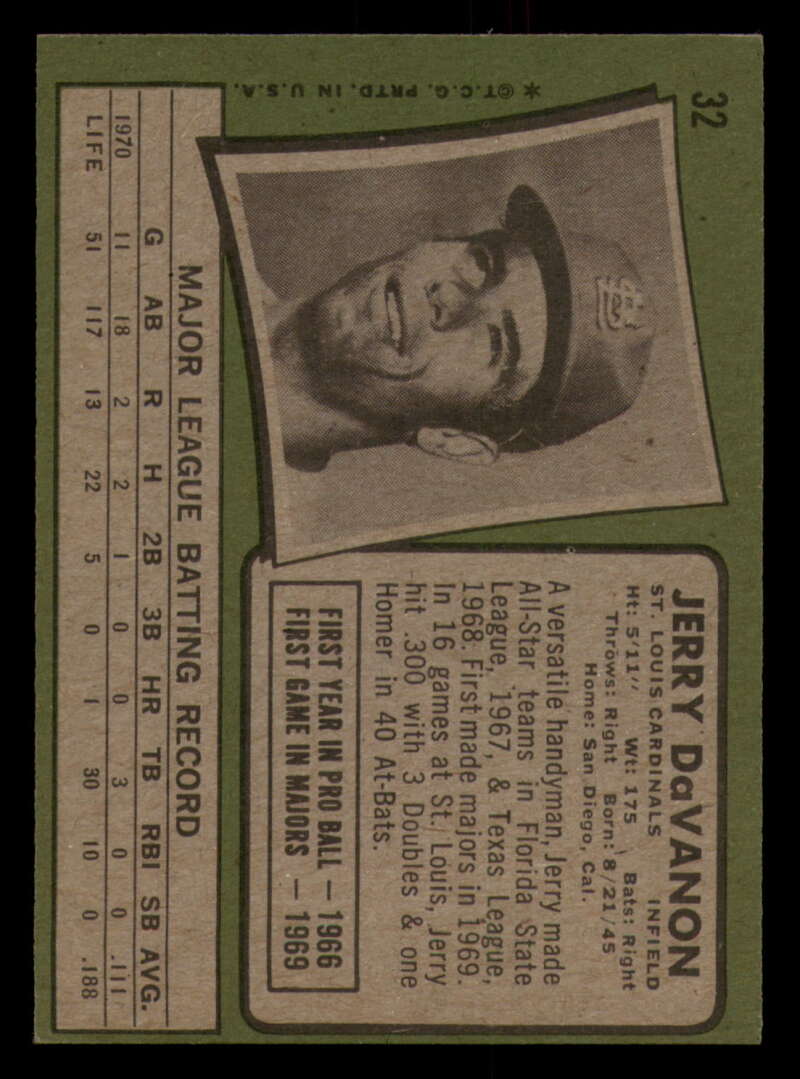 32
JERRY DaVANON
ST. LOUIS CARDINALS INFIELD
Ht: 5'11" Wt: 175 Bats: Right
Throws: Right Born: 8/21/45
Home: San Diego, Cal.
A versatile handyman, Jerry made
All-Star teams in Florida State
League, 1967, & Texas League,
1968. First made majors in 1969.
In 16 games at St. Louis, Jerry
hit .300 with 3 Doubles & one
Homer in 40 At-Bats.
FIRST YEAR IN PRO BALL — 1966
FIRST GAME IN MAJORS — 1969
MAJOR LEAGUE BATTING RECORD
G AB R H 2B 3B HR TB RBI SB AVG.
1970 11 18 2 2 1 0 0 3 0 0 .111
LIFE 51 117 13 22 5 0 1 30 10 0 .188
*©T.C.G. PRTD. IN U.S.A.